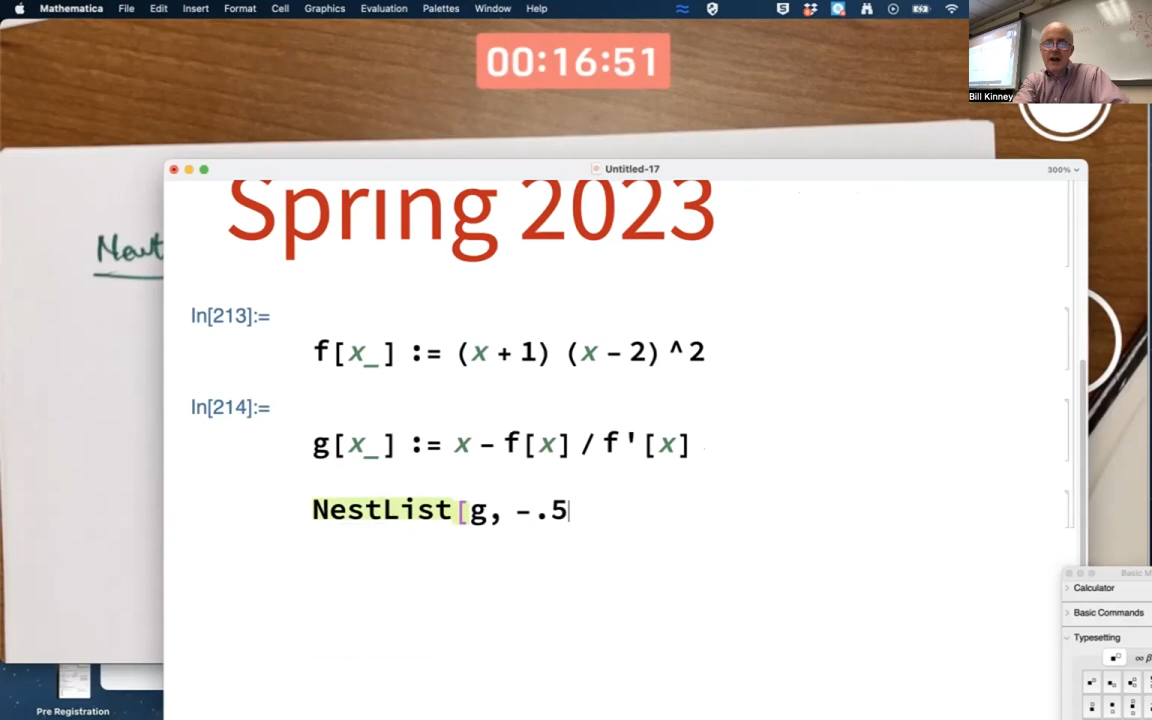 Mathematica File Edit Insert Format Cell Graphics Evaluation Palettes Window Help
00:16:51
Bill Kinney
Untitled-17
300%
Spring 2023
Newt
In[213]:=
f[x_] := (x + 1) (x - 2) ^ 2
In[214]:=
g[x_] := x - f[x] / f'[x]
NestList[g, -.5
Basic M
Calculator
Basic Commands
Typesetting
Pre Registration